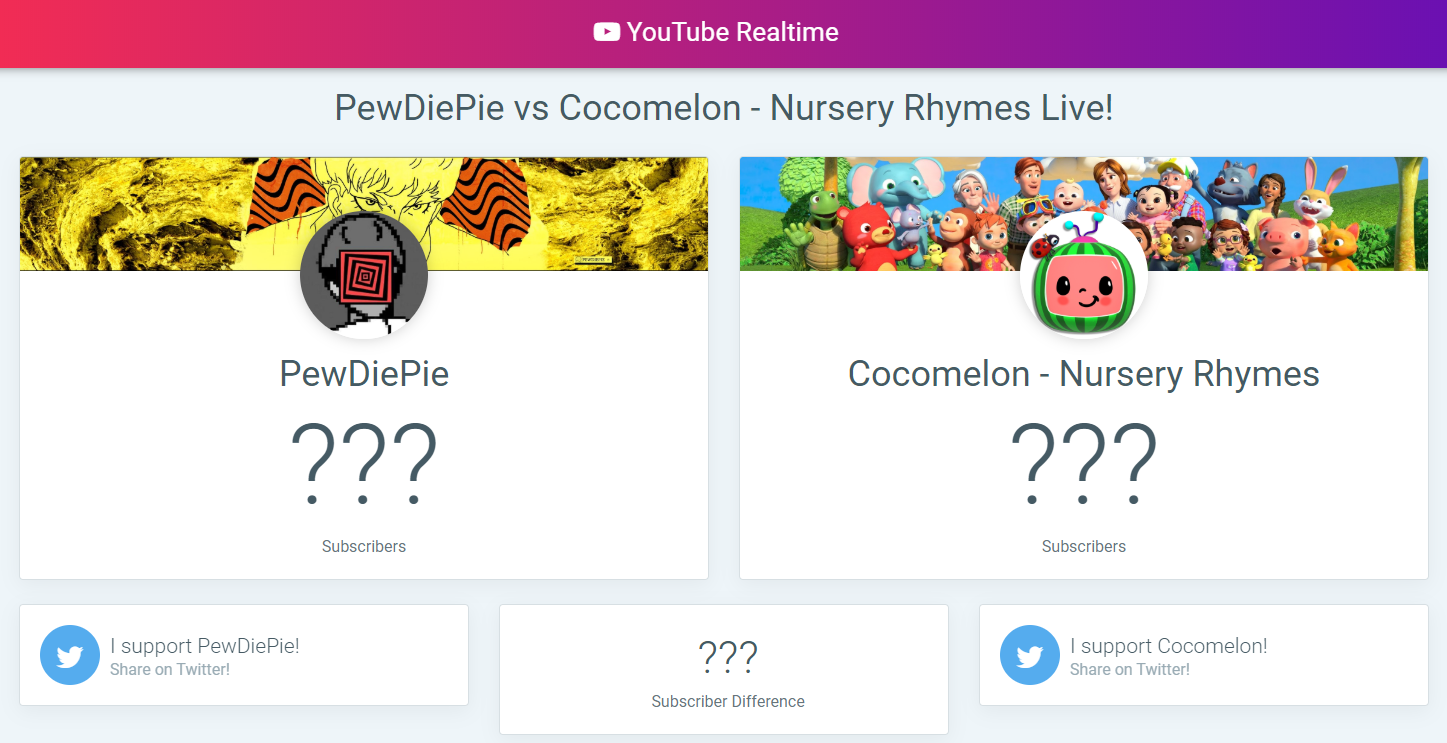 YouTube Realtime
PewDiePie vs Cocomelon - Nursery Rhymes Live!
PewDiePie
???
Subscribers
Cocomelon - Nursery Rhymes
???
Subscribers
I support PewDiePie!
Share on Twitter!
???
Subscriber Difference
I support Cocomelon!
Share on Twitter!